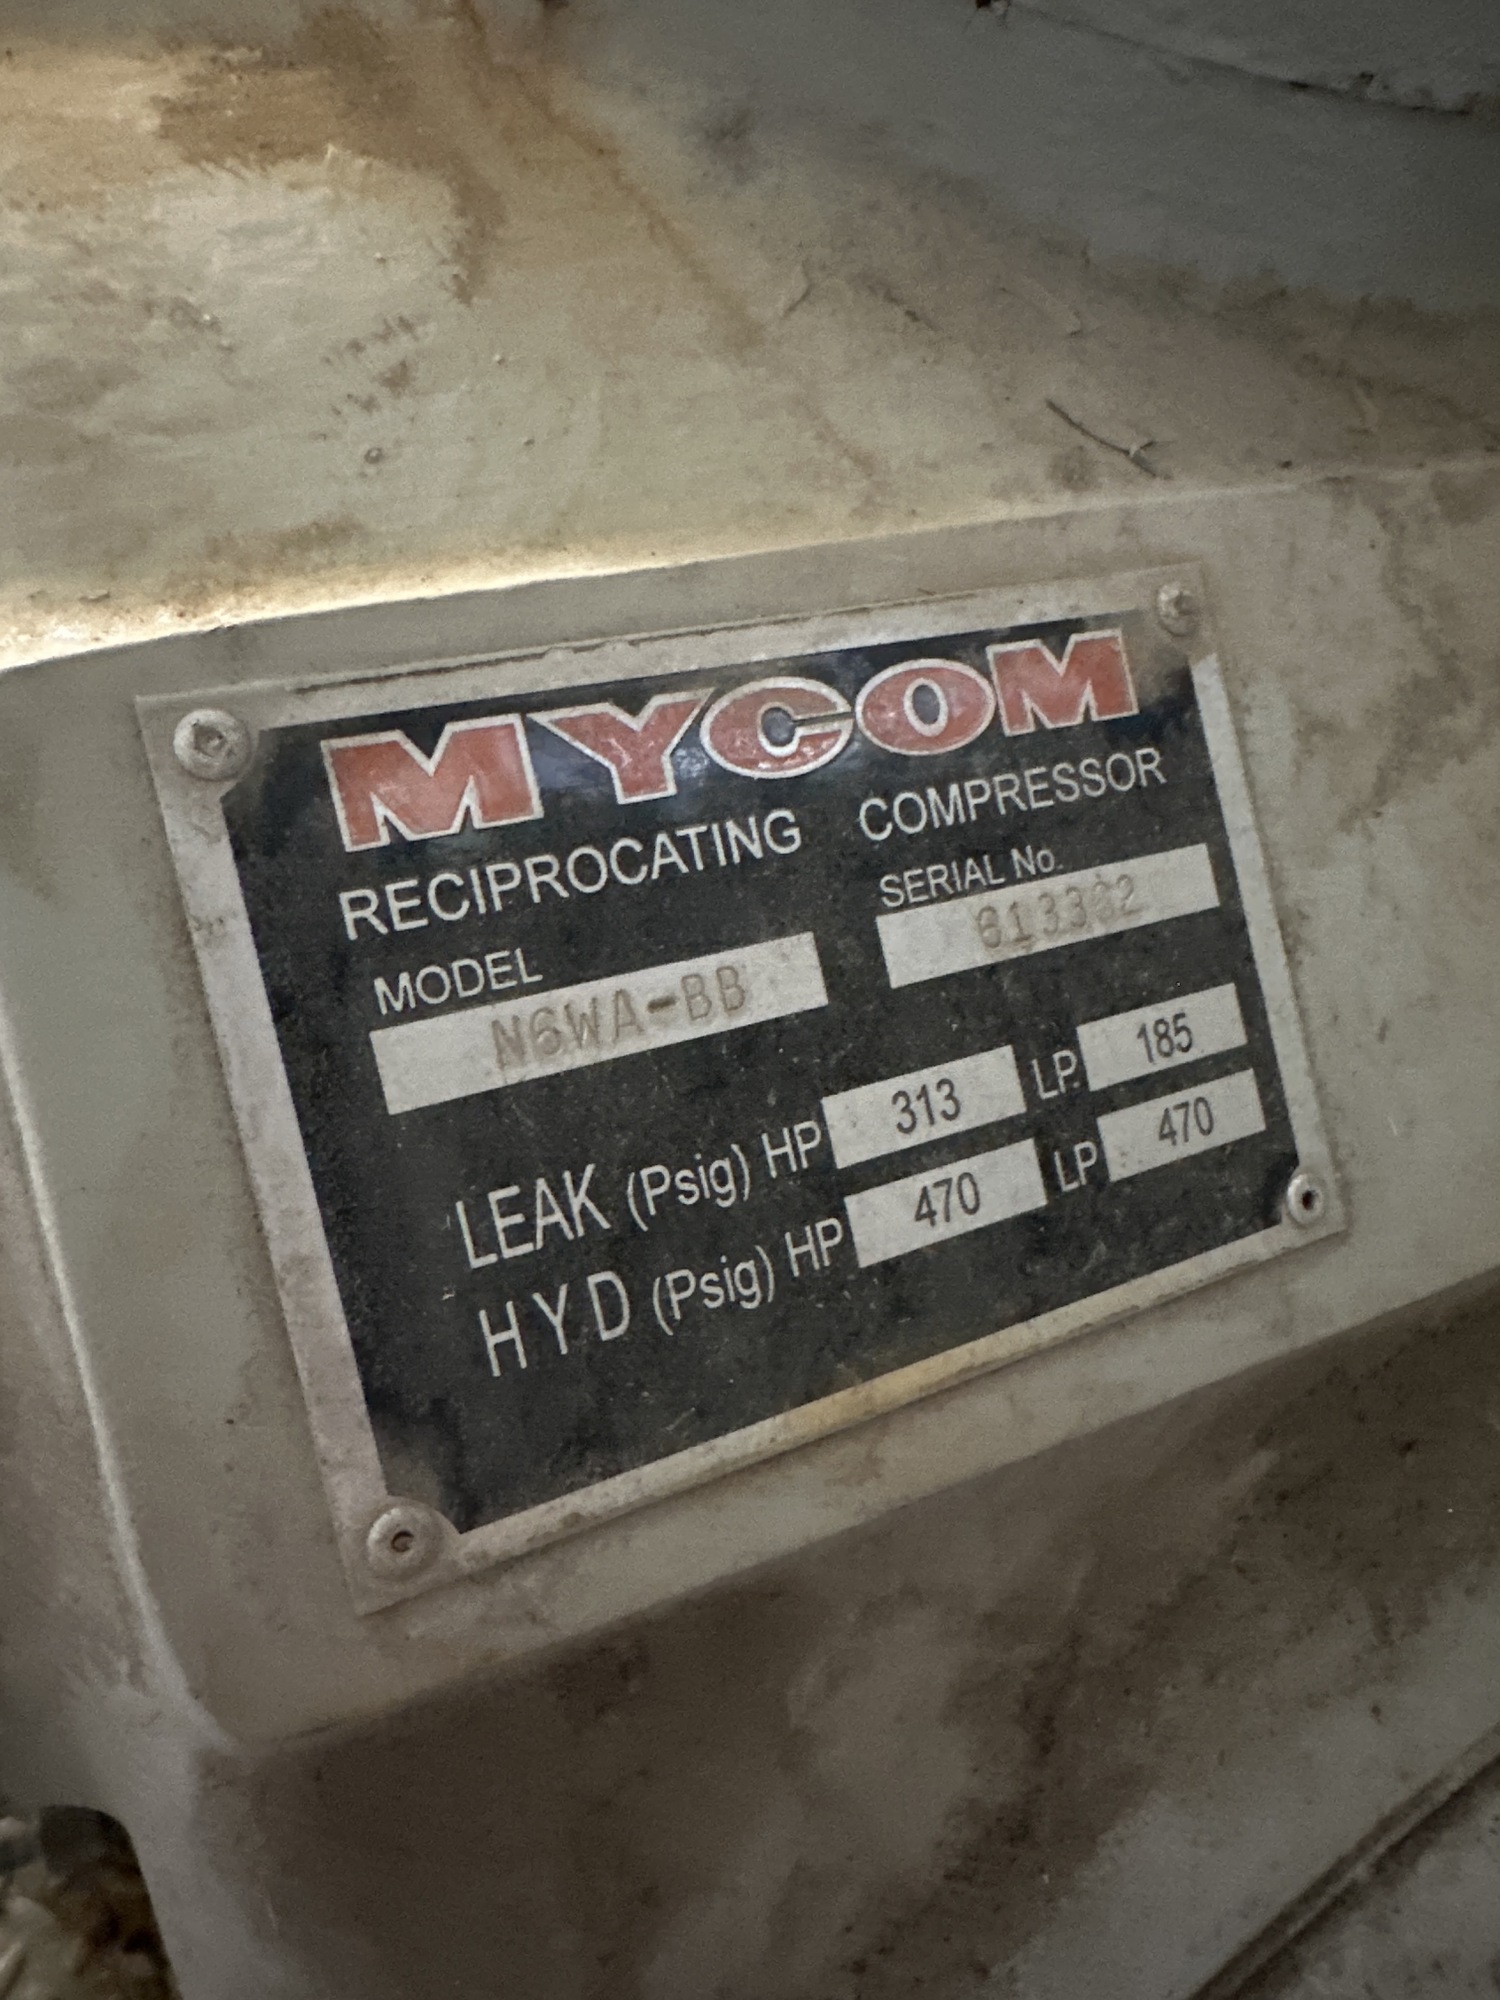 MYCOM
RECIPROCATING COMPRESSOR
MODEL SERIAL No.
N6WA-BB
LEAK (Psig) HP 313 LP 185
HYD (Psig) HP 470 LP 470